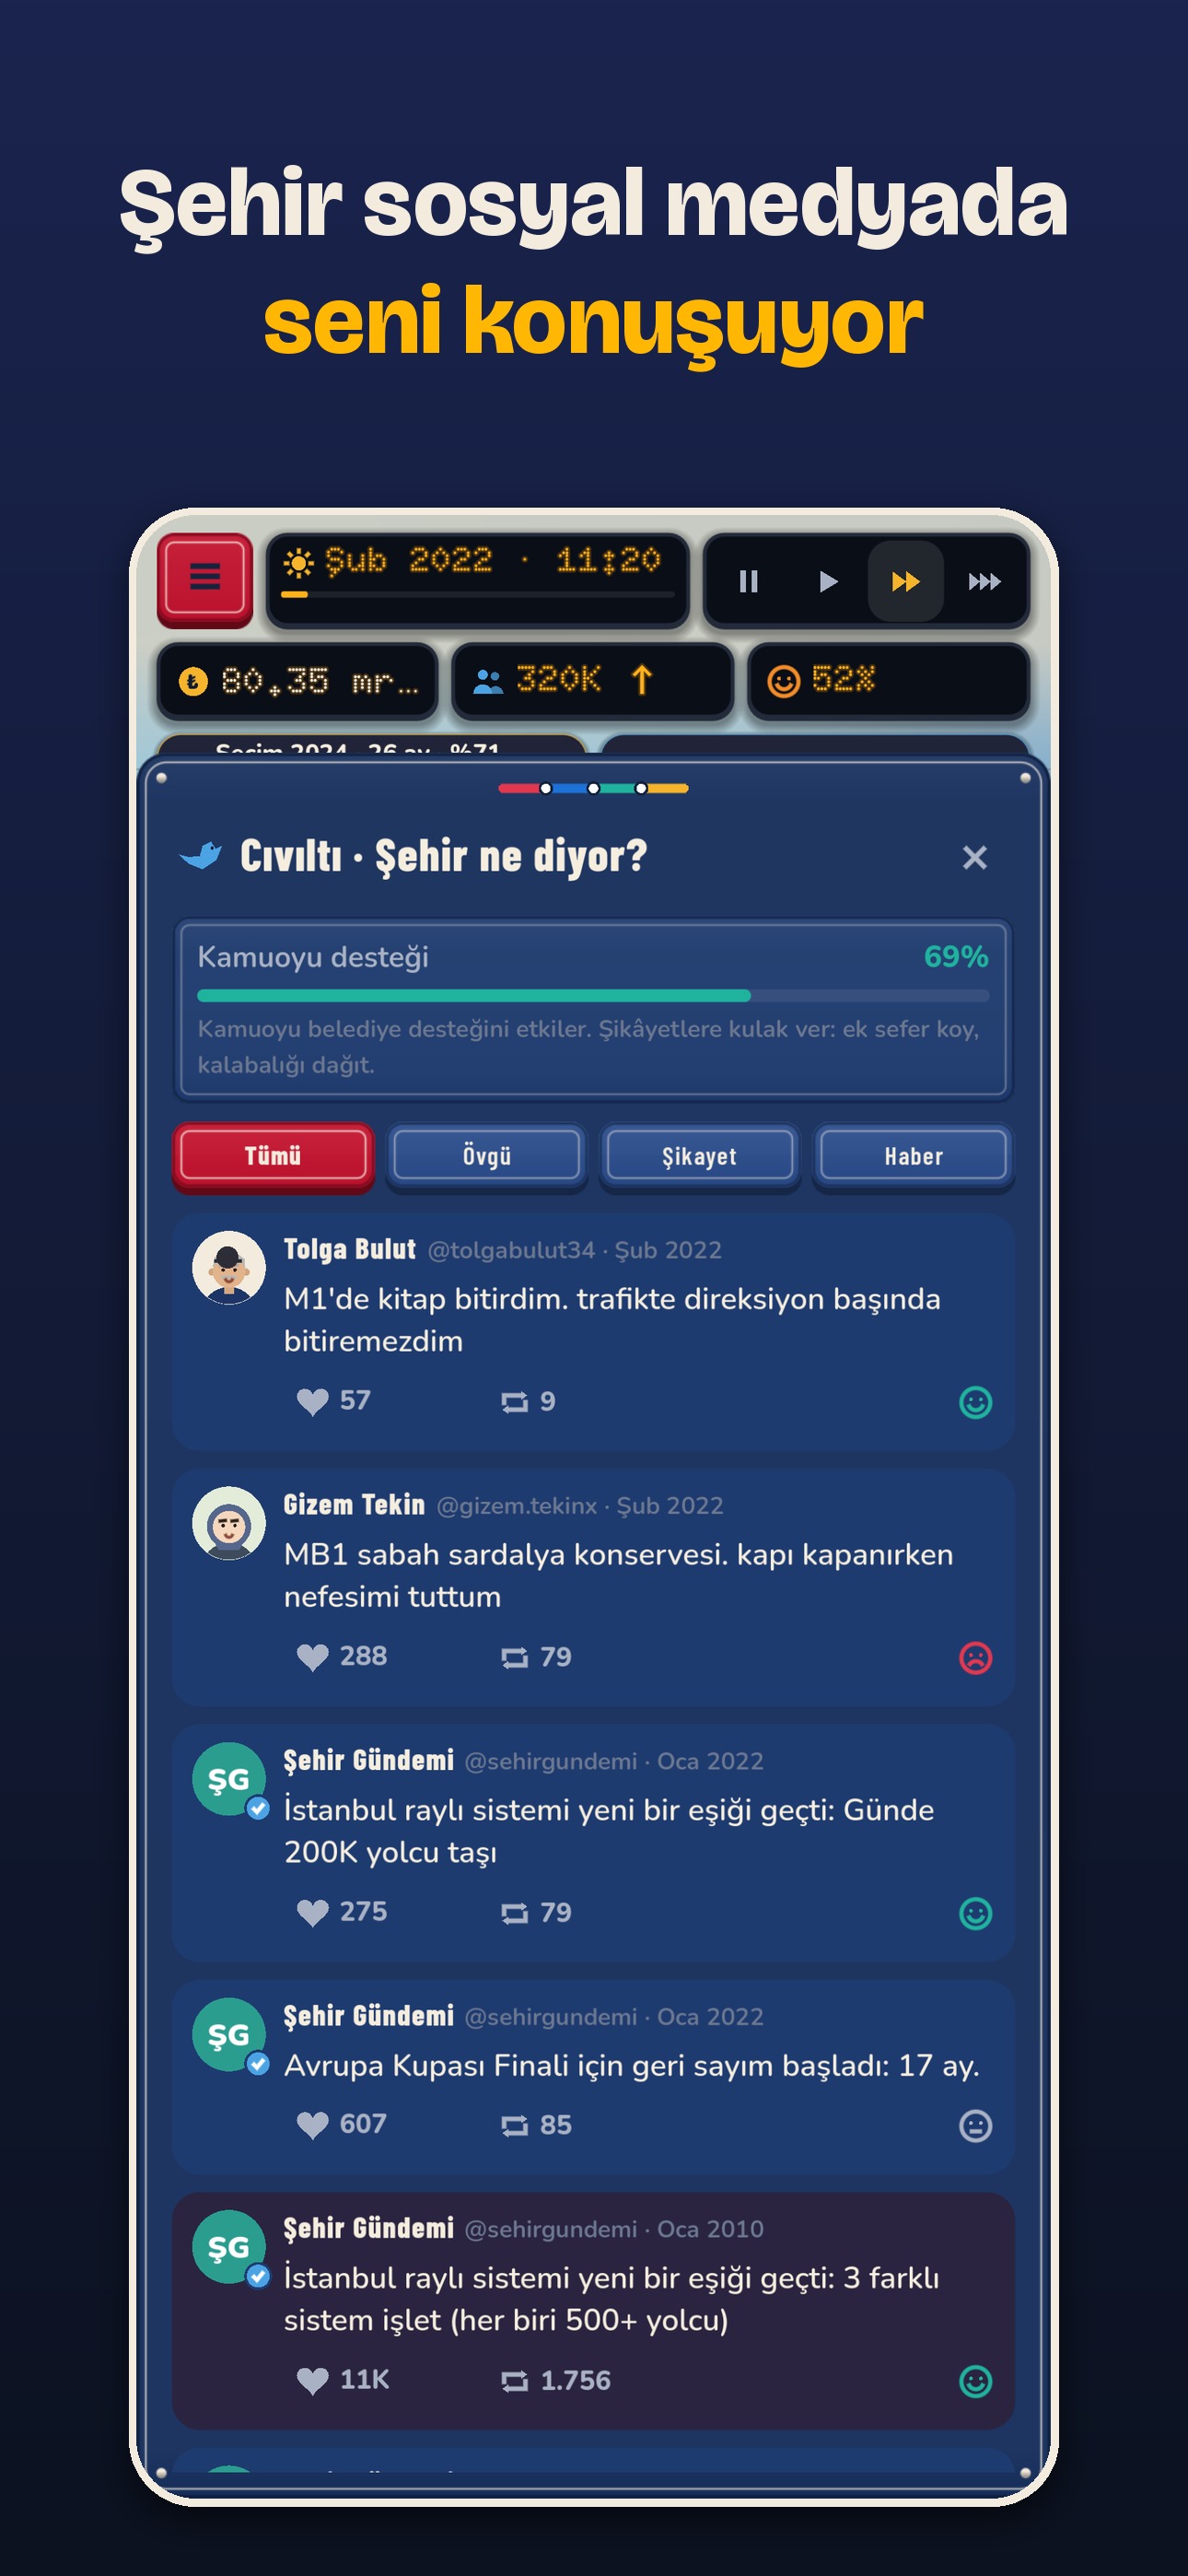 Şehir sosyal medyada
seni konuşuyor
Şub 2022 · 11:20
80.35 mr...
320K ↑
52%
Seçim 2024 · 26 ay · %71
Cıvıltı · Şehir ne diyor?
Kamuoyu desteği
69%
Kamuoyu belediye desteğini etkiler. Şikâyetlere kulak ver: ek sefer koy,
kalabalığı dağıt.
Tümü
Övgü
Şikayet
Haber
Tolga Bulut @tolgabulut34 · Şub 2022
M1'de kitap bitirdim. trafikte direksiyon başında
bitiremezdim
57
9
Gizem Tekin @gizem.tekinx · Şub 2022
MB1 sabah sardalya konservesi. kapı kapanırken
nefesimi tuttum
288
79
ŞG
Şehir Gündemi @sehirgundemi · Oca 2022
İstanbul raylı sistemi yeni bir eşiği geçti: Günde
200K yolcu taşı
275
79
ŞG
Şehir Gündemi @sehirgundemi · Oca 2022
Avrupa Kupası Finali için geri sayım başladı: 17 ay.
607
85
ŞG
Şehir Gündemi @sehirgundemi · Oca 2010
İstanbul raylı sistemi yeni bir eşiği geçti: 3 farklı
sistem işlet (her biri 500+ yolcu)
11K
1.756